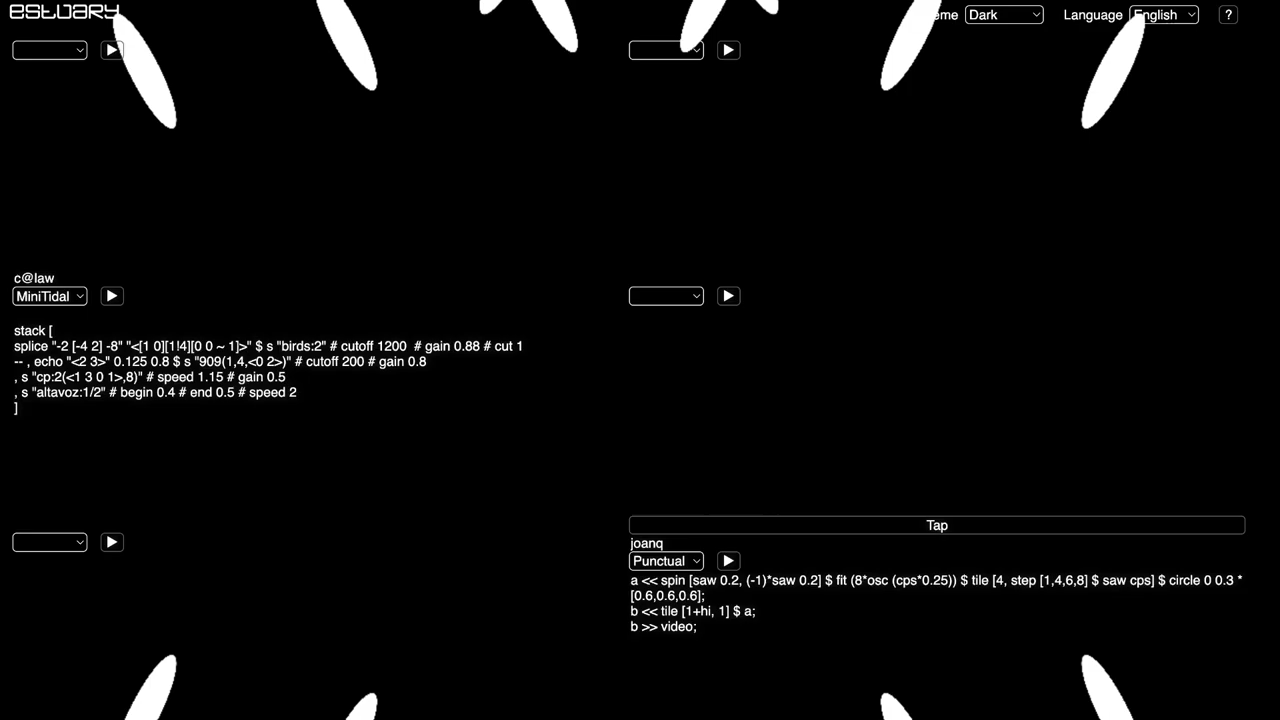 estuary
Theme Dark Language English ?
c@law
MiniTidal
stack [
splice "-2 [-4 2] -8" "<[1 0][1!4][0 0 ~ 1]>" $ s "birds:2" # cutoff 1200  # gain 0.88 # cut 1
-- , echo "<2 3>" 0.125 0.8 $ s "909(1,4,<0 2>)" # cutoff 200 # gain 0.8
, s "cp:2(<1 3 0 1>,8)" # speed 1.15 # gain 0.5
, s "altavoz:1/2" # begin 0.4 # end 0.5 # speed 2
]
Tap
joanq
Punctual
a << spin [saw 0.2, (-1)*saw 0.2] $ fit (8*osc (cps*0.25)) $ tile [4, step [1,4,6,8] $ saw cps] $ circle 0 0.3 *
[0.6,0.6,0.6];
b << tile [1+hi, 1] $ a;
b >> video;